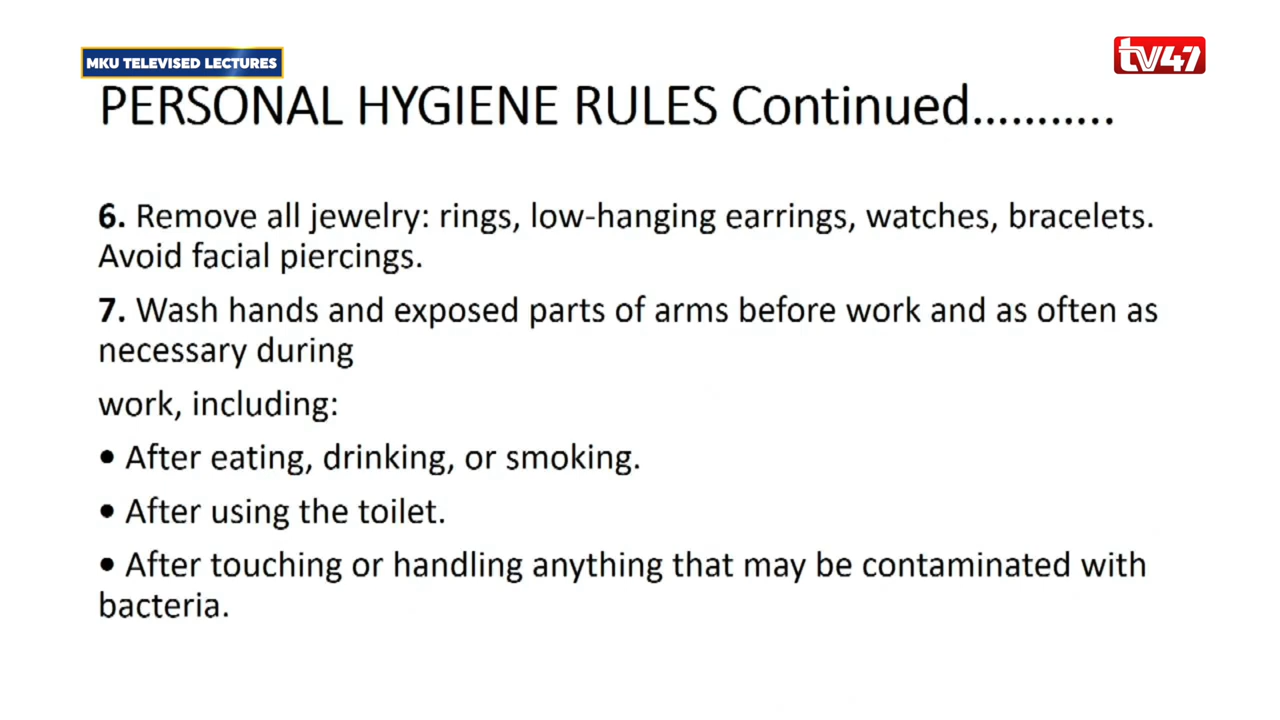 MKU TELEVISED LECTURES
tv47
PERSONAL HYGIENE RULES Continued...........
6. Remove all jewelry: rings, low-hanging earrings, watches, bracelets.
Avoid facial piercings.
7. Wash hands and exposed parts of arms before work and as often as
necessary during
work, including:
• After eating, drinking, or smoking.
• After using the toilet.
• After touching or handling anything that may be contaminated with
bacteria.